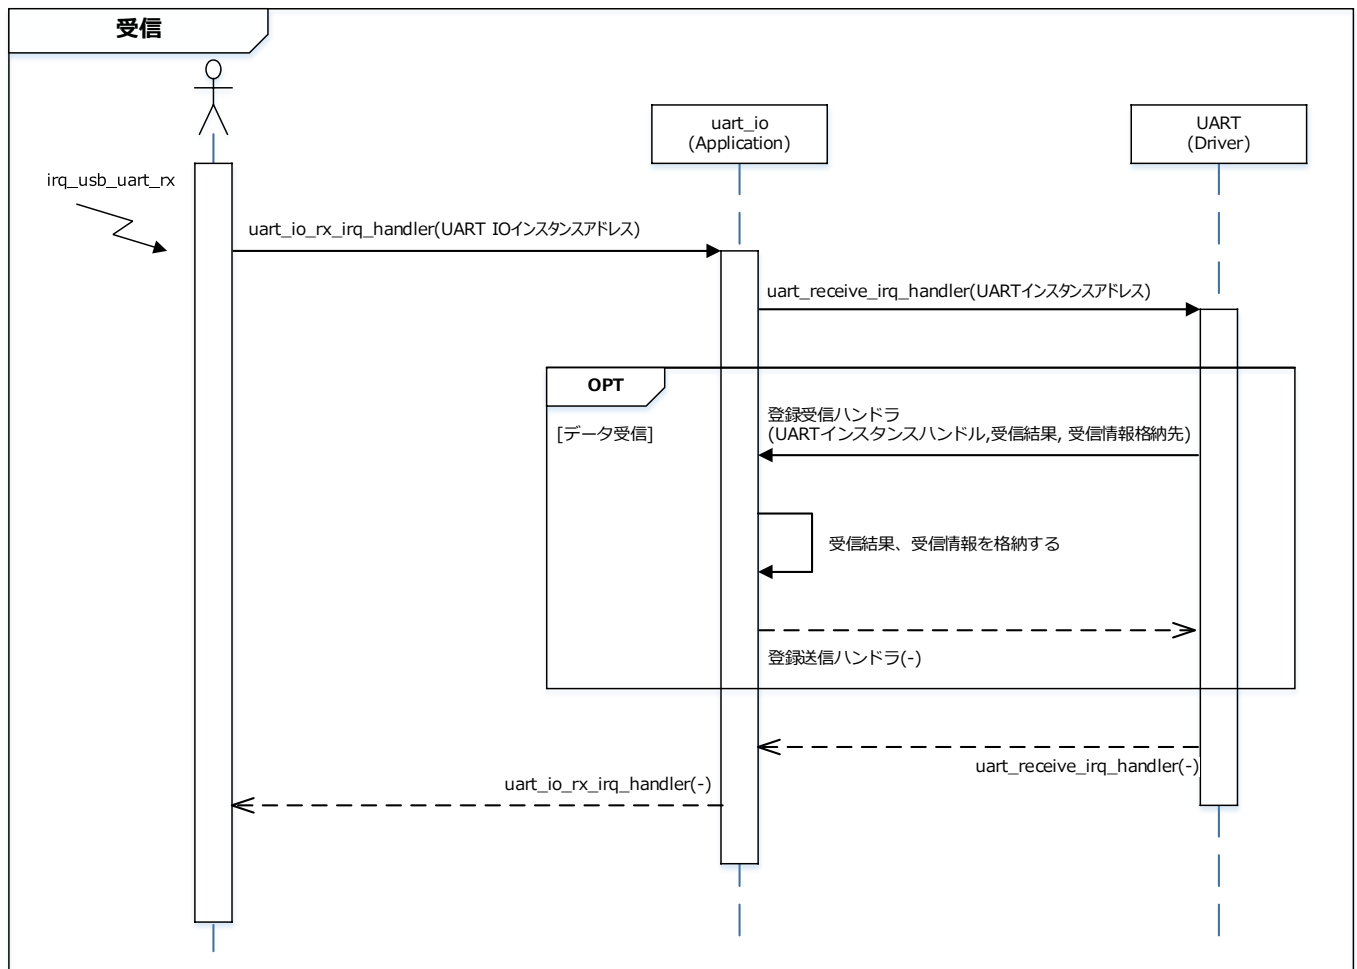 受信
uart_io
(Application)
UART
(Driver)
irq_usb_uart_rx
uart_io_rx_irq_handler(UART IOインスタンスアドレス)
uart_receive_irq_handler(UARTインスタンスアドレス)
OPT
[データ受信]
登録受信ハンドラ
(UARTインスタンスハンドル,受信結果, 受信情報格納先)
受信結果、受信情報を格納する
登録送信ハンドラ(-)
uart_receive_irq_handler(-)
uart_io_rx_irq_handler(-)